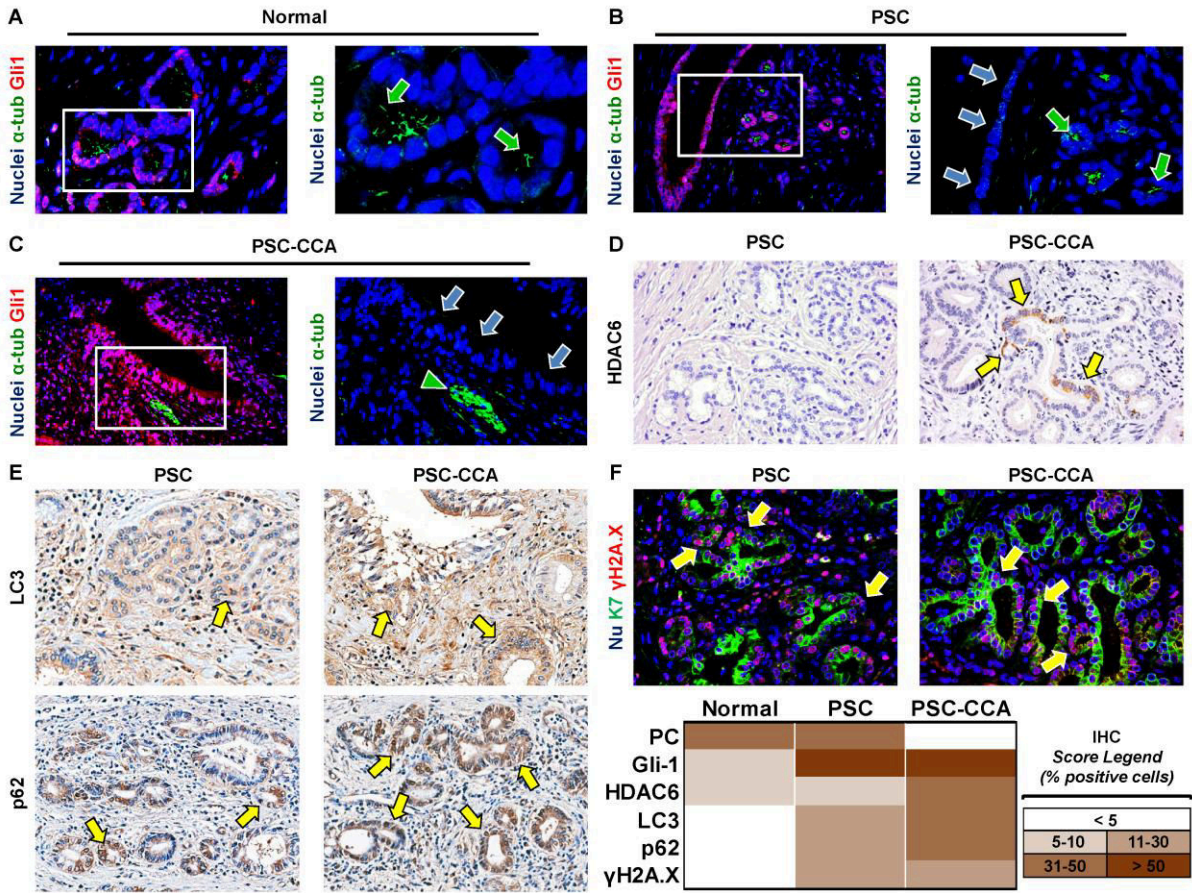 A
Normal
Nuclei α-tub Gli1
Nuclei α-tub
B
PSC
Nuclei α-tub Gli1
Nuclei α-tub
C
PSC-CCA
Nuclei α-tub Gli1
Nuclei α-tub
D
PSC
PSC-CCA
HDAC6
E
PSC
PSC-CCA
LC3
p62
F
PSC
PSC-CCA
Nu K7 γH2A.X
Normal PSC PSC-CCA
PC
Gli-1
HDAC6
LC3
p62
γH2A.X
IHC
Score Legend
(% positive cells)
< 5
5-10 11-30
31-50 > 50